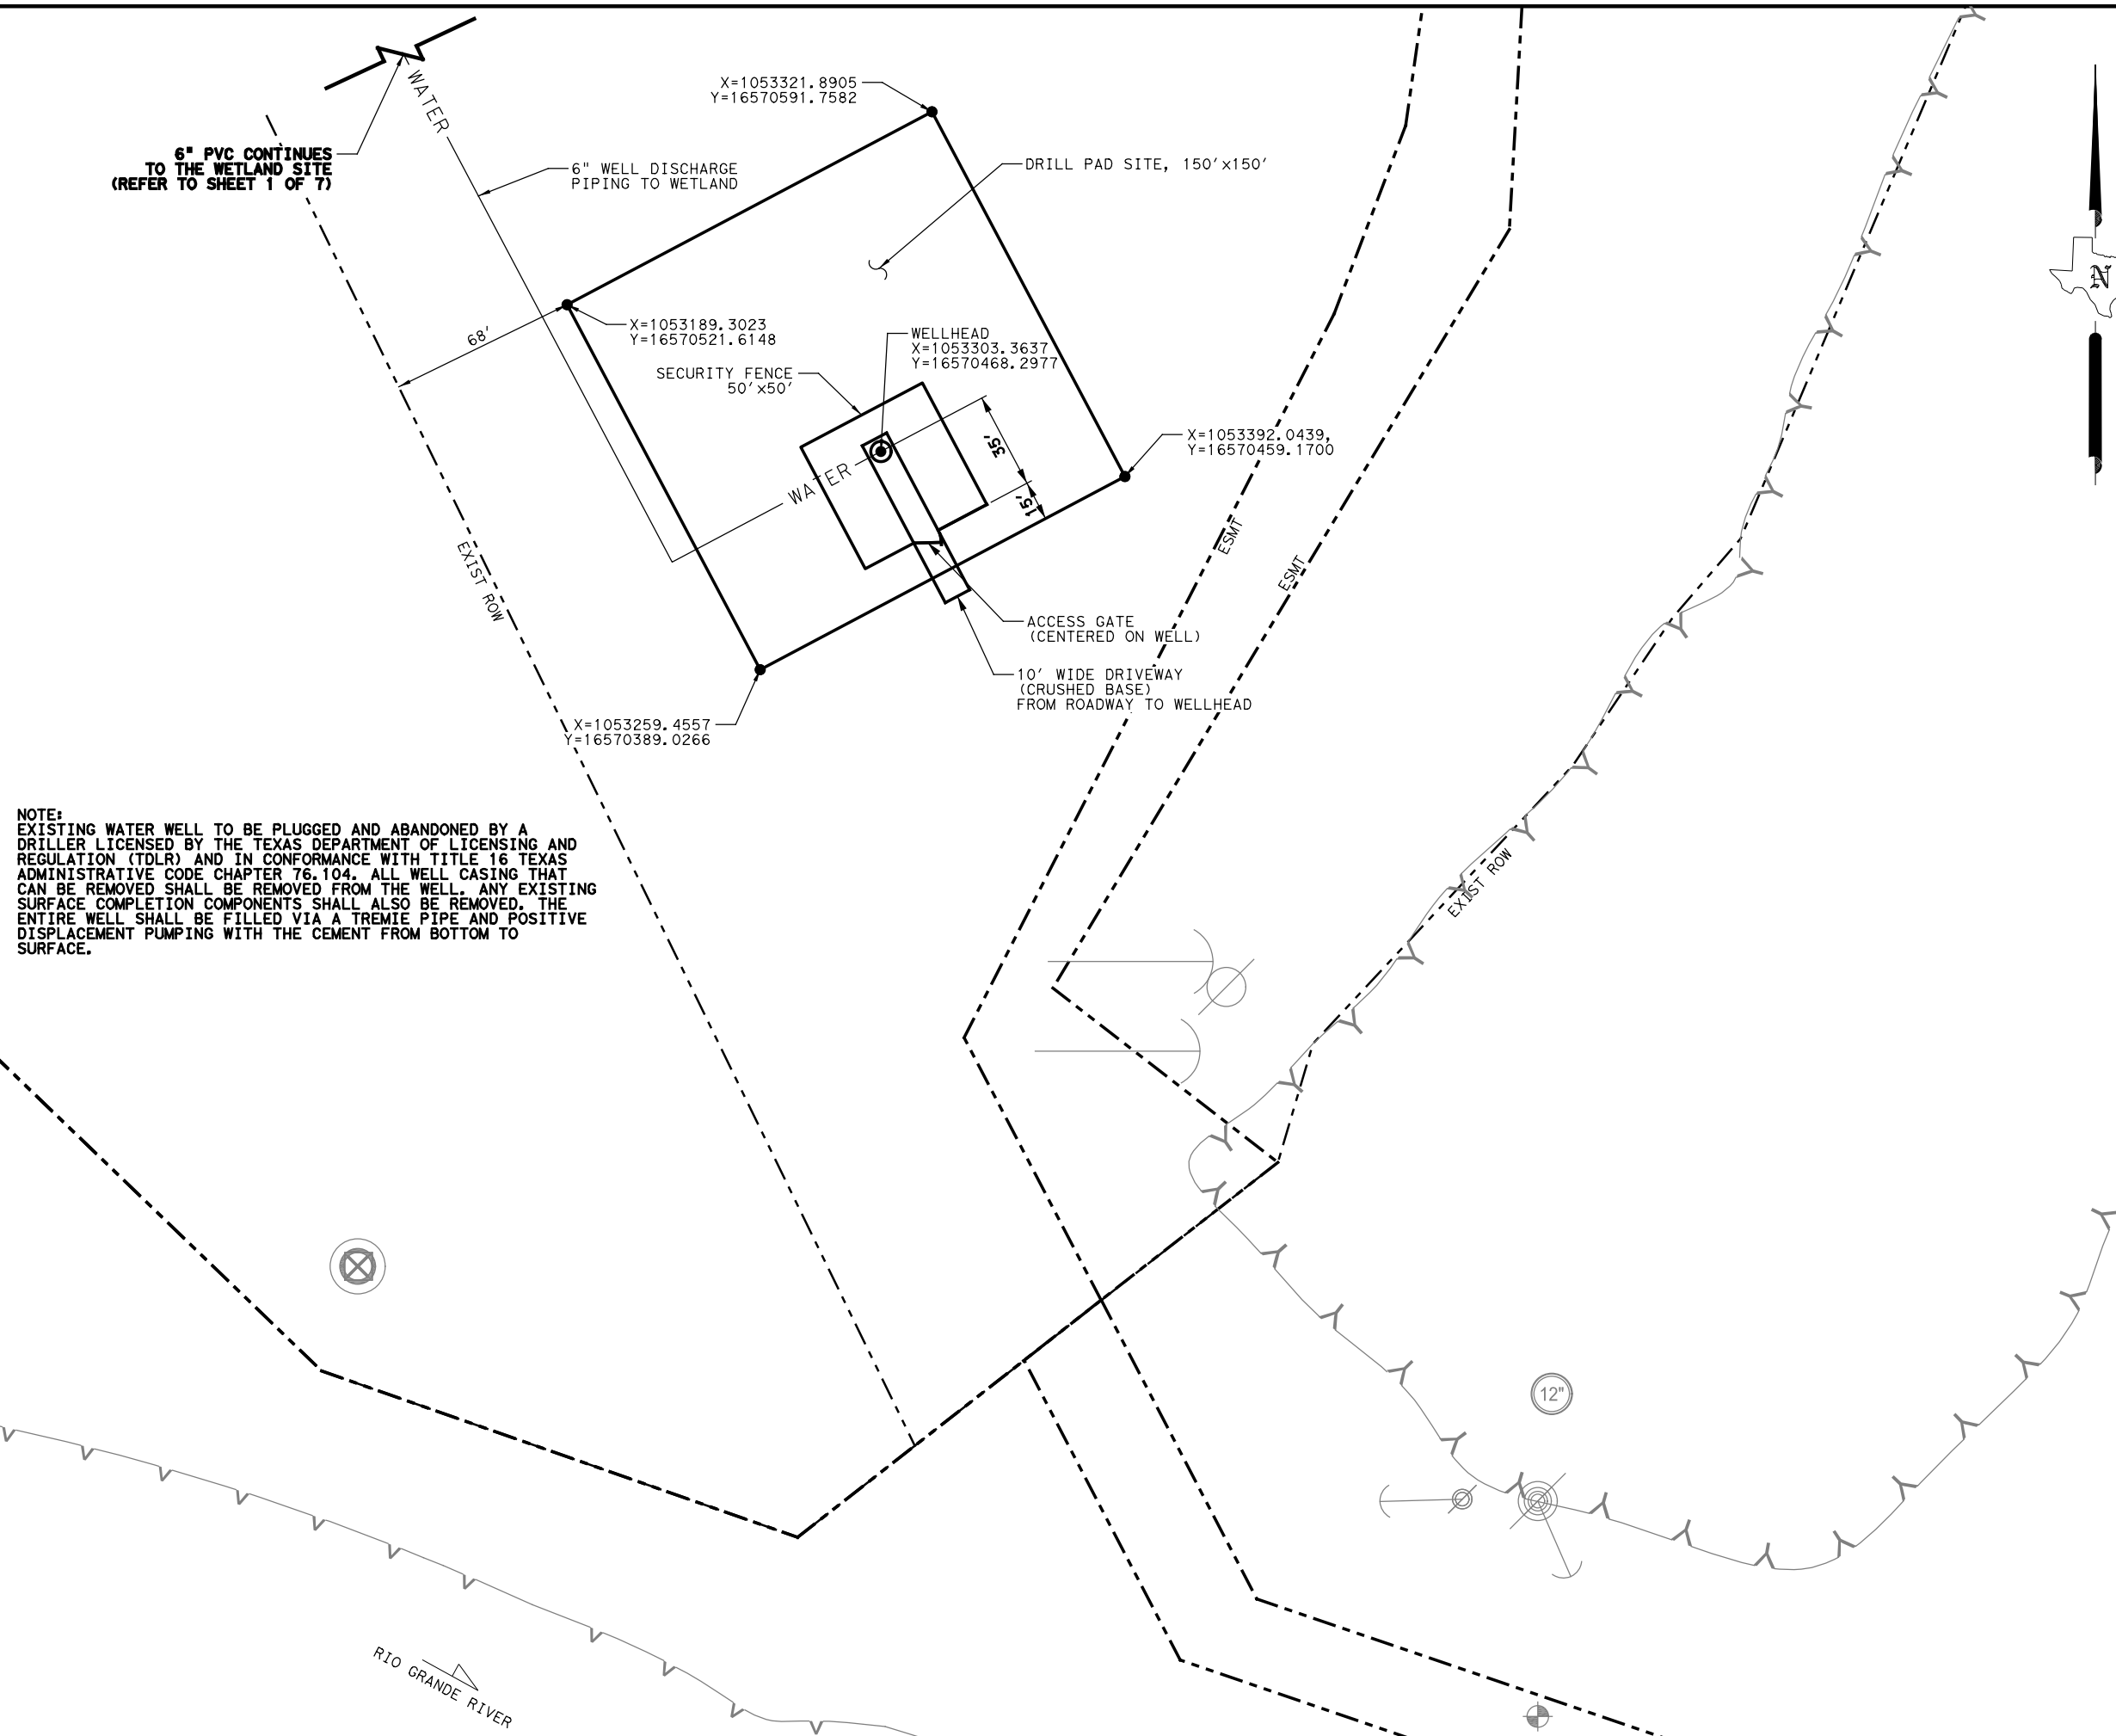 WATER
X=1053321.8905
Y=16570591.7582
6" PVC CONTINUES
TO THE WETLAND SITE
(REFER TO SHEET 1 OF 7)
6" WELL DISCHARGE
PIPING TO WETLAND
DRILL PAD SITE, 150'x150'
N
68'
X=1053189.3023
Y=16570521.6148
WELLHEAD
X=1053303.3637
Y=16570468.2977
SECURITY FENCE
50'x50'
35'
X=1053392.0439,
Y=16570459.1700
WATER
15'
EXIST ROW
ESMT
ESMT
ACCESS GATE
(CENTERED ON WELL)
10' WIDE DRIVEWAY
(CRUSHED BASE)
FROM ROADWAY TO WELLHEAD
X=1053259.4557
Y=16570389.0266
NOTE:
EXISTING WATER WELL TO BE PLUGGED AND ABANDONED BY A
DRILLER LICENSED BY THE TEXAS DEPARTMENT OF LICENSING AND
REGULATION (TDLR) AND IN CONFORMANCE WITH TITLE 16 TEXAS
ADMINISTRATIVE CODE CHAPTER 76.104. ALL WELL CASING THAT
CAN BE REMOVED SHALL BE REMOVED FROM THE WELL. ANY EXISTING
SURFACE COMPLETION COMPONENTS SHALL ALSO BE REMOVED. THE
ENTIRE WELL SHALL BE FILLED VIA A TREMIE PIPE AND POSITIVE
DISPLACEMENT PUMPING WITH THE CEMENT FROM BOTTOM TO
SURFACE.
EXIST ROW
12"
RIO GRANDE RIVER